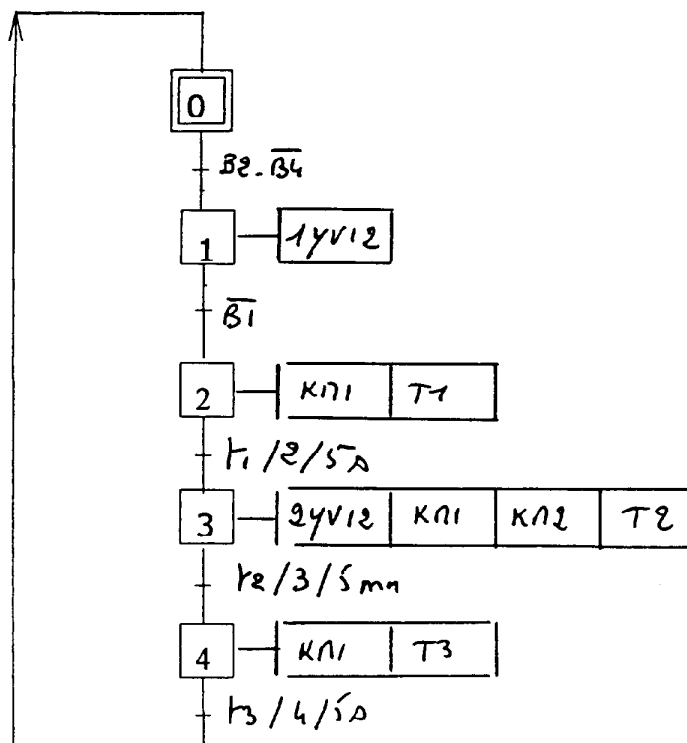 0
B2.B̅4̅
1 1YV12
B̅1̅
2 KM1 T1
t1/2/5s
3 2YV12 KM1 KM2 T2
t2/3/5mn
4 KM1 T3
t3/4/5s